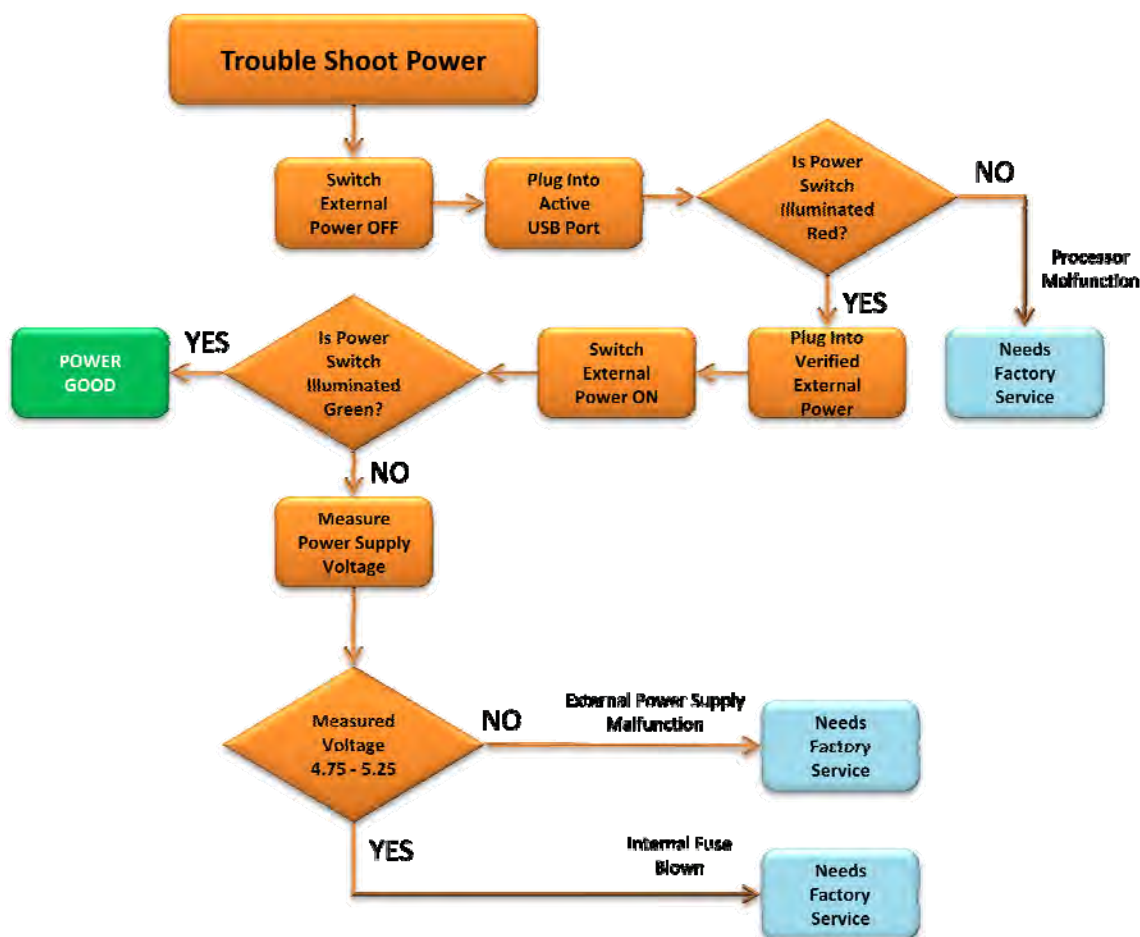 Trouble Shoot Power
Switch
External
Power OFF
Plug Into
Active
USB Port
Is Power
Switch
Illuminated
Red?
NO
Processor
Malfunction
YES
Needs
Factory
Service
Plug Into
Verified
External
Power
Switch
External
Power ON
Is Power
Switch
Illuminated
Green?
YES
POWER
GOOD
NO
Measure
Power Supply
Voltage
Measured
Voltage
4.75 - 5.25
NO
External Power Supply
Malfunction
Needs
Factory
Service
YES
Internal Fuse
Blown
Needs
Factory
Service